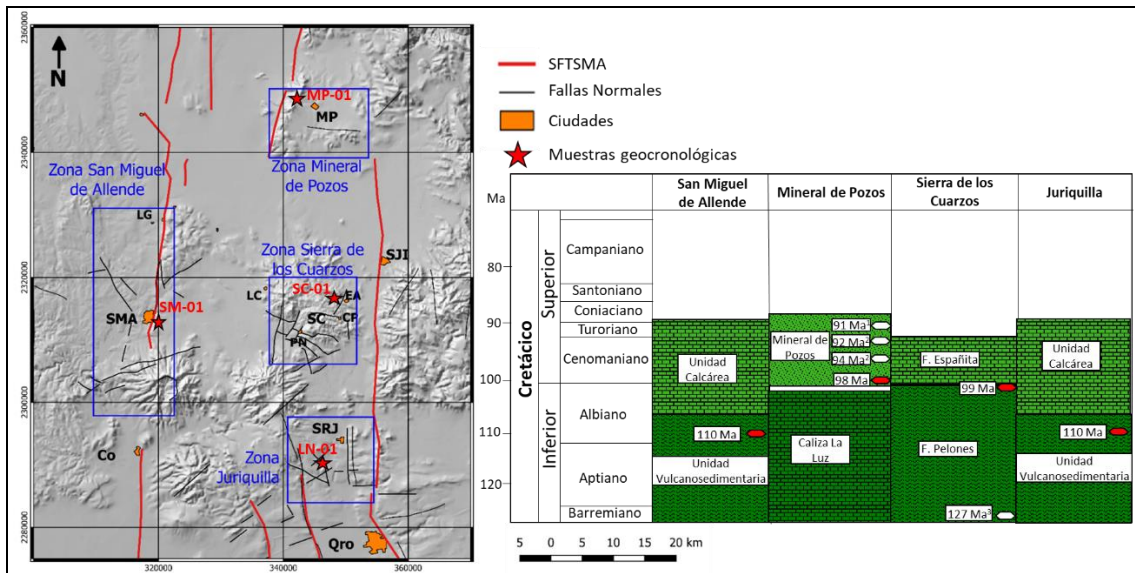 2360000
2340000
2320000
2300000
2280000
320000
340000
360000
N
MP-01
MP
Zona San Miguel
de Allende
Zona Mineral
de Pozos
LG
Zona Sierra de
los Cuarzos
SJI
LC
SC-01
EA
SMA
SM-01
SC
CF
PN
SRJ
Co
LN-01
Zona
Juriquilla
Qro
SFTSMA
Fallas Normales
Ciudades
Muestras geocronológicas
Ma
San Miguel
de Allende
Mineral de Pozos
Sierra de los
Cuarzos
Juriquilla
Cretácico
Superior
Inferior
80
90
100
110
120
Campaniano
Santoniano
Coniaciano
Turoriano
Cenomaniano
Albiano
Aptiano
Barremiano
Unidad
Calcárea
110 Ma
Unidad
Vulcanosedimentaria
91 Ma¹
Mineral de
Pozos
92 Ma²
94 Ma²
98 Ma
Caliza La
Luz
F. Españita
99 Ma
F. Pelones
127 Ma³
Unidad
Calcárea
110 Ma
Unidad
Vulcanosedimentaria
5 0 5 10 15 20 km